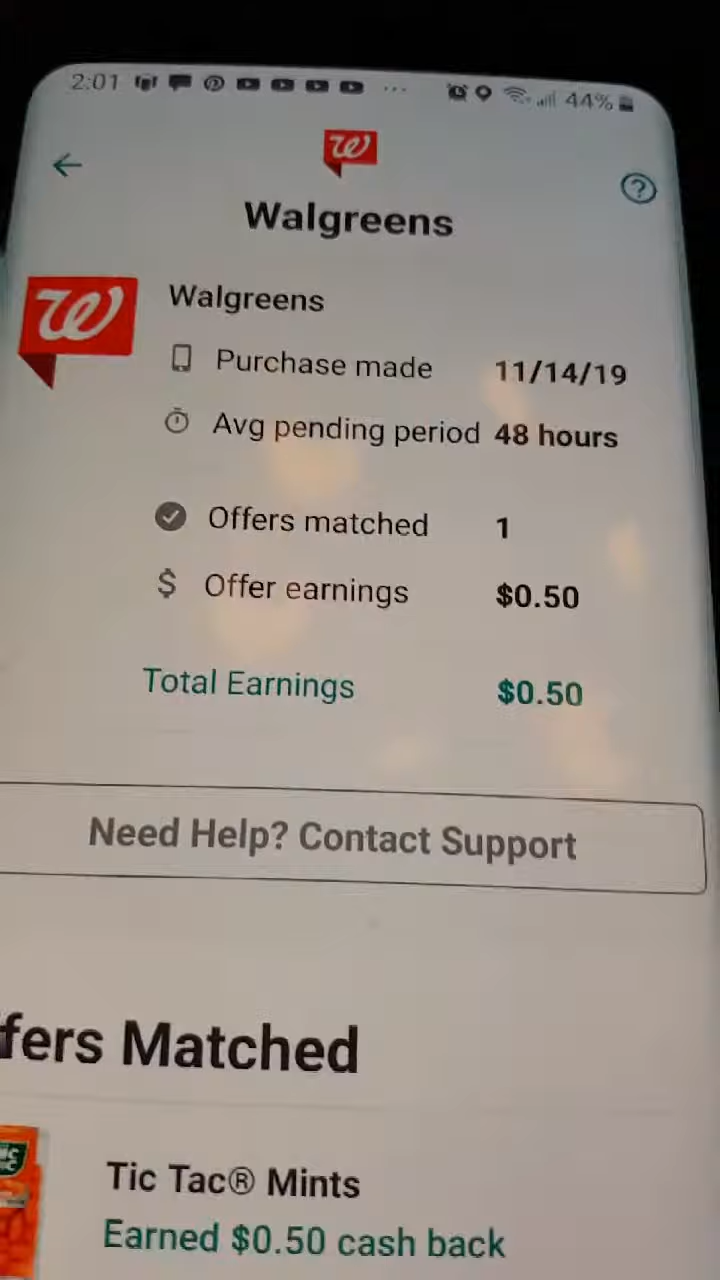 2:01 44%
Walgreens
Walgreens
Purchase made 11/14/19
Avg pending period 48 hours
Offers matched 1
$ Offer earnings $0.50
Total Earnings $0.50
Need Help? Contact Support
fers Matched
Tic Tac® Mints
Earned $0.50 cash back